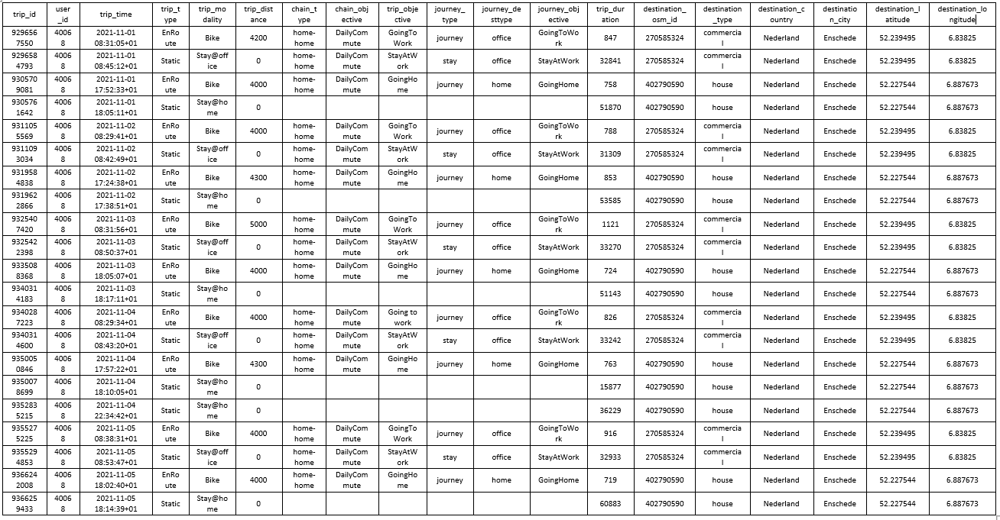 trip_id user_id trip_time trip_type trip_modality trip_distance chain_type chain_objective trip_objective journey_type journey_desttype journey_objective trip_duration destination_osm_id destination_type destination_country destination_city destination_latitude destination_longitude
9296567550 40068 2021-11-01 08:31:05+01 EnRoute Bike 4200 home-home DailyCommute GoingToWork journey office GoingToWork 847 270585324 commercial Nederland Enschede 52.239495 6.83825
9296584793 40068 2021-11-01 08:45:12+01 Static Stay@office 0 home-home DailyCommute StayAtWork stay office StayAtWork 32841 270585324 commercial Nederland Enschede 52.239495 6.83825
9305709081 40068 2021-11-01 17:52:33+01 EnRoute Bike 4000 home-home DailyCommute GoingHome journey home GoingHome 758 402790590 house Nederland Enschede 52.227544 6.887673
9305761642 40068 2021-11-01 18:05:11+01 Static Stay@home 0 51870 402790590 house Nederland Enschede 52.227544 6.887673
9311055569 40068 2021-11-02 08:29:41+01 EnRoute Bike 4000 home-home DailyCommute GoingToWork journey office GoingToWork 788 270585324 commercial Nederland Enschede 52.239495 6.83825
9311093034 40068 2021-11-02 08:42:49+01 Static Stay@office 0 home-home DailyCommute StayAtWork stay office StayAtWork 31309 270585324 commercial Nederland Enschede 52.239495 6.83825
9319584838 40068 2021-11-02 17:24:38+01 EnRoute Bike 4300 home-home DailyCommute GoingHome journey home GoingHome 853 402790590 house Nederland Enschede 52.227544 6.887673
9319622866 40068 2021-11-02 17:38:51+01 Static Stay@home 0 53585 402790590 house Nederland Enschede 52.227544 6.887673
9325407420 40068 2021-11-03 08:31:56+01 EnRoute Bike 5000 home-home DailyCommute GoingToWork journey office GoingToWork 1121 270585324 commercial Nederland Enschede 52.239495 6.83825
9325422398 40068 2021-11-03 08:50:37+01 Static Stay@office 0 home-home DailyCommute StayAtWork stay office StayAtWork 33270 270585324 commercial Nederland Enschede 52.239495 6.83825
9335088368 40068 2021-11-03 18:05:07+01 EnRoute Bike 4000 home-home DailyCommute GoingHome journey home GoingHome 724 402790590 house Nederland Enschede 52.227544 6.887673
9340314183 40068 2021-11-03 18:17:11+01 Static Stay@home 0 51143 402790590 house Nederland Enschede 52.227544 6.887673
9340287223 40068 2021-11-04 08:29:34+01 EnRoute Bike 4000 home-home DailyCommute Going to work journey office GoingToWork 826 270585324 commercial Nederland Enschede 52.239495 6.83825
9340314600 40068 2021-11-04 08:43:20+01 Static Stay@office 0 home-home DailyCommute StayAtWork stay office StayAtWork 33242 270585324 commercial Nederland Enschede 52.239495 6.83825
9350050846 40068 2021-11-04 17:57:22+01 EnRoute Bike 4300 home-home DailyCommute GoingHome journey home GoingHome 763 402790590 house Nederland Enschede 52.227544 6.887673
9350078699 40068 2021-11-04 18:10:05+01 Static Stay@home 0 15877 402790590 house Nederland Enschede 52.227544 6.887673
9352835215 40068 2021-11-04 22:34:42+01 Static Stay@home 0 36229 402790590 house Nederland Enschede 52.227544 6.887673
9355275225 40068 2021-11-05 08:38:31+01 EnRoute Bike 4000 home-home DailyCommute GoingToWork journey office GoingToWork 916 270585324 commercial Nederland Enschede 52.239495 6.83825
9355294853 40068 2021-11-05 08:53:47+01 Static Stay@office 0 home-home DailyCommute StayAtWork stay office StayAtWork 32933 270585324 commercial Nederland Enschede 52.239495 6.83825
9366242008 40068 2021-11-05 18:02:40+01 EnRoute Bike 4000 home-home DailyCommute GoingHome journey home GoingHome 719 402790590 house Nederland Enschede 52.227544 6.887673
9366259433 40068 2021-11-05 18:14:39+01 Static Stay@home 0 60883 402790590 house Nederland Enschede 52.227544 6.887673